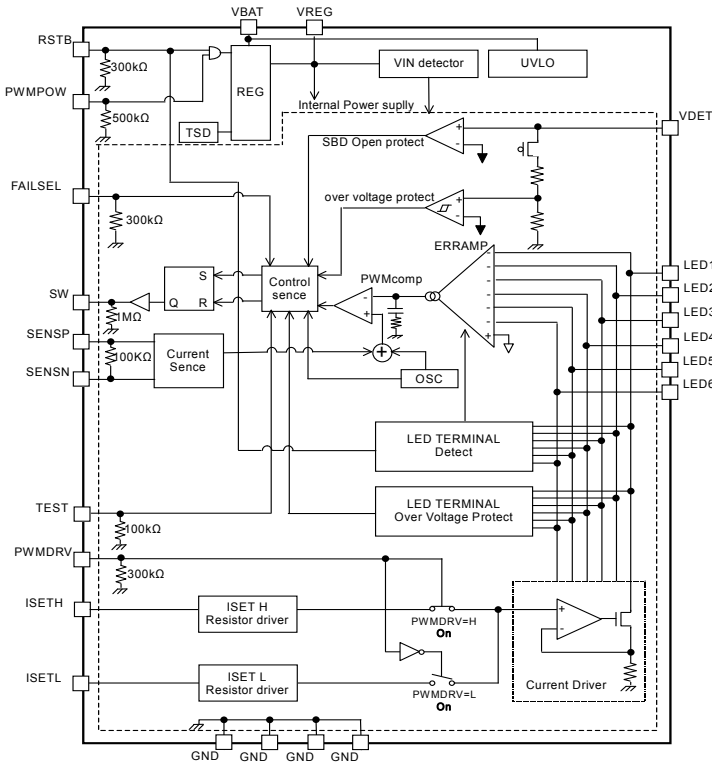 VBAT
VREG
RSTB
300kΩ
REG
VIN detector
UVLO
PWMPOW
500kΩ
TSD
Internal Power suplly
VDET
SBD Open protect
+
-
FAILSEL
300kΩ
over voltage protect
+
-
ERRAMP
-
-
-
-
-
-
+
LED1
LED2
LED3
LED4
LED5
LED6
S
R
Q
Control
sence
PWMcomp
-
+
SW
1MΩ
SENSP
100KΩ
SENSN
Current
Sence
+
OSC
LED TERMINAL
Detect
LED TERMINAL
Over Voltage Protect
TEST
100kΩ
PWMDRV
300kΩ
ISETH
ISET H
Resistor driver
PWMDRV=H
On
+
-
Current Driver
ISETL
ISET L
Resistor driver
PWMDRV=L
On
GND
GND
GND
GND